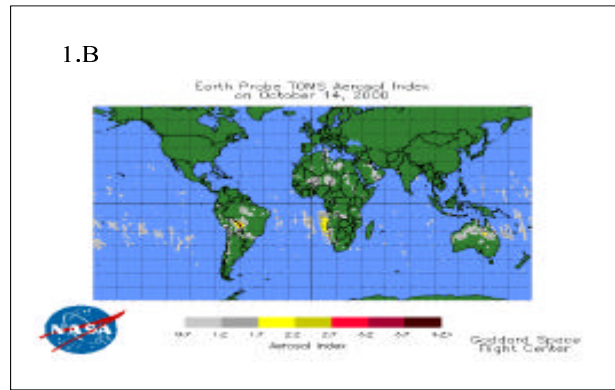 1.B
Earth Probe TOMS Aerosol Index
on October 14, 2000
NASA
Aerosol Index
Goddard Space
Flight Center